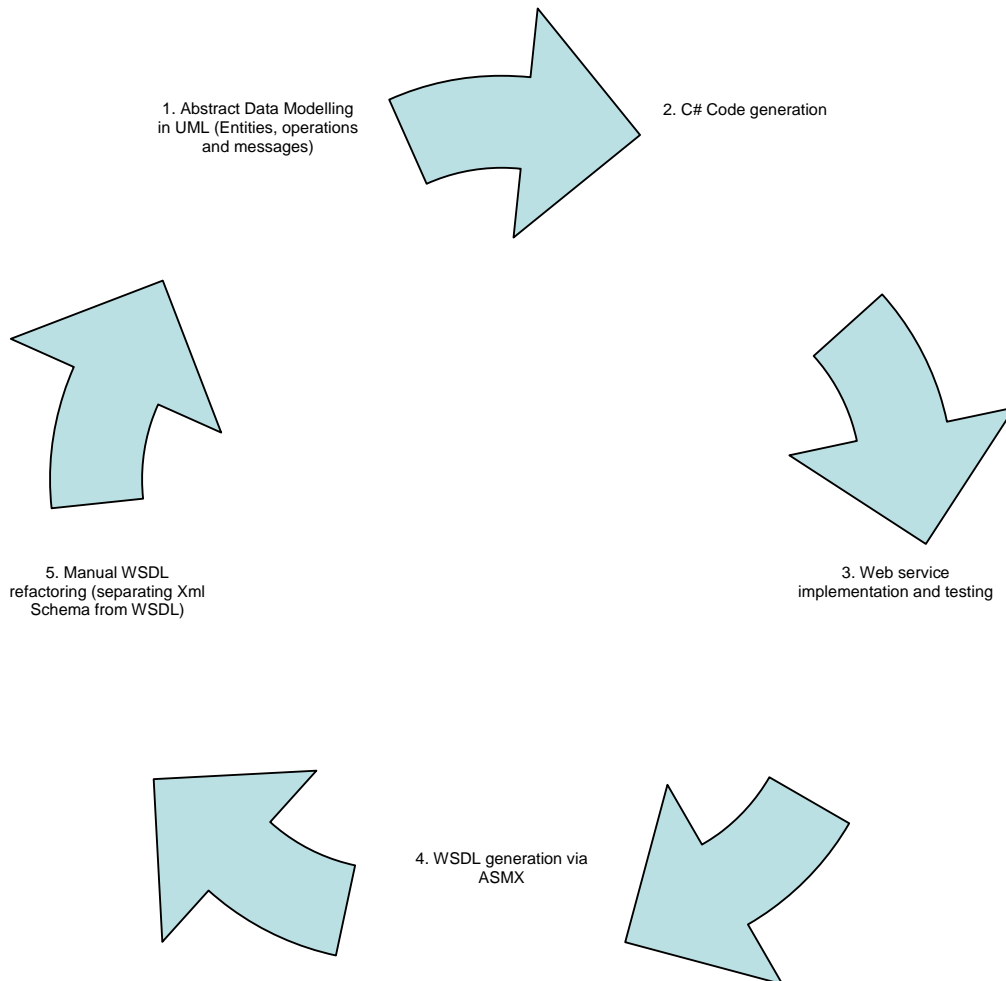 1. Abstract Data Modelling
in UML (Entities, operations
and messages)
2. C# Code generation
3. Web service
implementation and testing
4. WSDL generation via
ASMX
5. Manual WSDL
refactoring (separating Xml
Schema from WSDL)